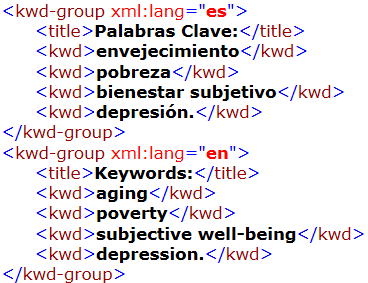 <kwd-group xml:lang="es">
<title>Palabras Clave:</title>
<kwd>envejecimiento</kwd>
<kwd>pobreza</kwd>
<kwd>bienestar subjetivo</kwd>
<kwd>depresión.</kwd>
</kwd-group>
<kwd-group xml:lang="en">
<title>Keywords:</title>
<kwd>aging</kwd>
<kwd>poverty</kwd>
<kwd>subjective well-being</kwd>
<kwd>depression.</kwd>
</kwd-group>